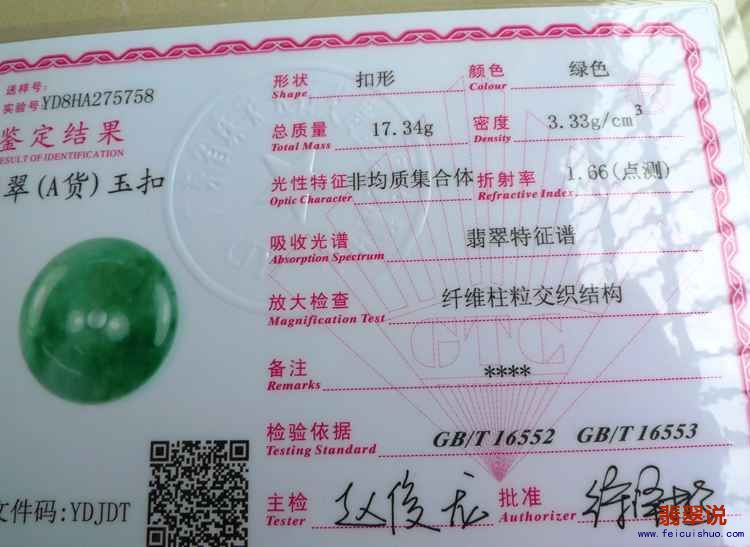 送样号:
实验号YD8HA275758
鉴定结果
RESULT OF IDENTIFICATION
翠(A货)玉扣
文件码:YDJDT
形状 扣形 颜色 绿色
Shape Colour
总质量 17.34g 密度 3.33g/cm³
Total Mass Density
光性特征 非均质集合体 折射率 1.66(点测)
Optic Character Refractive Index
吸收光谱 翡翠特征谱
Absorption Spectrum
放大检查 纤维柱粒交织结构
Magnification Test
GTC
备注 ****
Remarks
检验依据 GB/T 16552 GB/T 16553
Testing Standard
主检 赵俊龙 批准
Tester Authorizer
翡翠说
www.feicuishuo.com